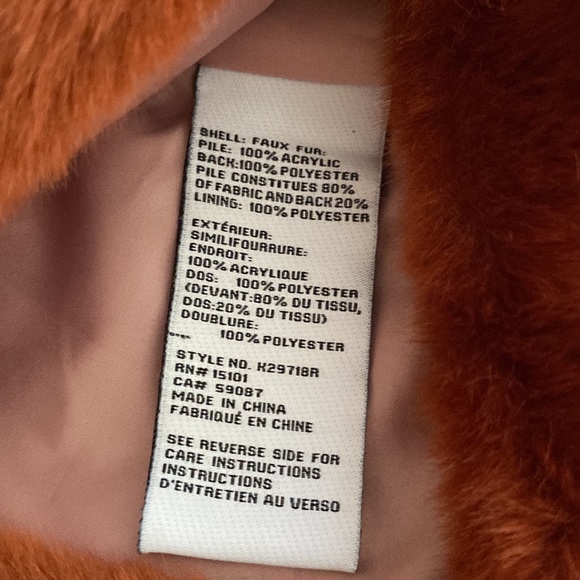 SHELL: FAUX FUR:
PILE: 100% ACRYLIC
BACK:100% POLYESTER
PILE CONSTITUES 80%
OF FABRIC AND BACK 20%
LINING: 100% POLYESTER
EXTÉRIEUR:
SIMILIFOURRURE:
ENDROIT:
100% ACRYLIQUE
DOS: 100% POLYESTER
(DEVANT:80% DU TISSU,
DOS:20% DU TISSU)
DOUBLURE:
100% POLYESTER
STYLE NO. K29718R
RN# 15101
CA# 59087
MADE IN CHINA
FABRIQUÉ EN CHINE
SEE REVERSE SIDE FOR
CARE INSTRUCTIONS
INSTRUCTIONS
D'ENTRETIEN AU VERSO